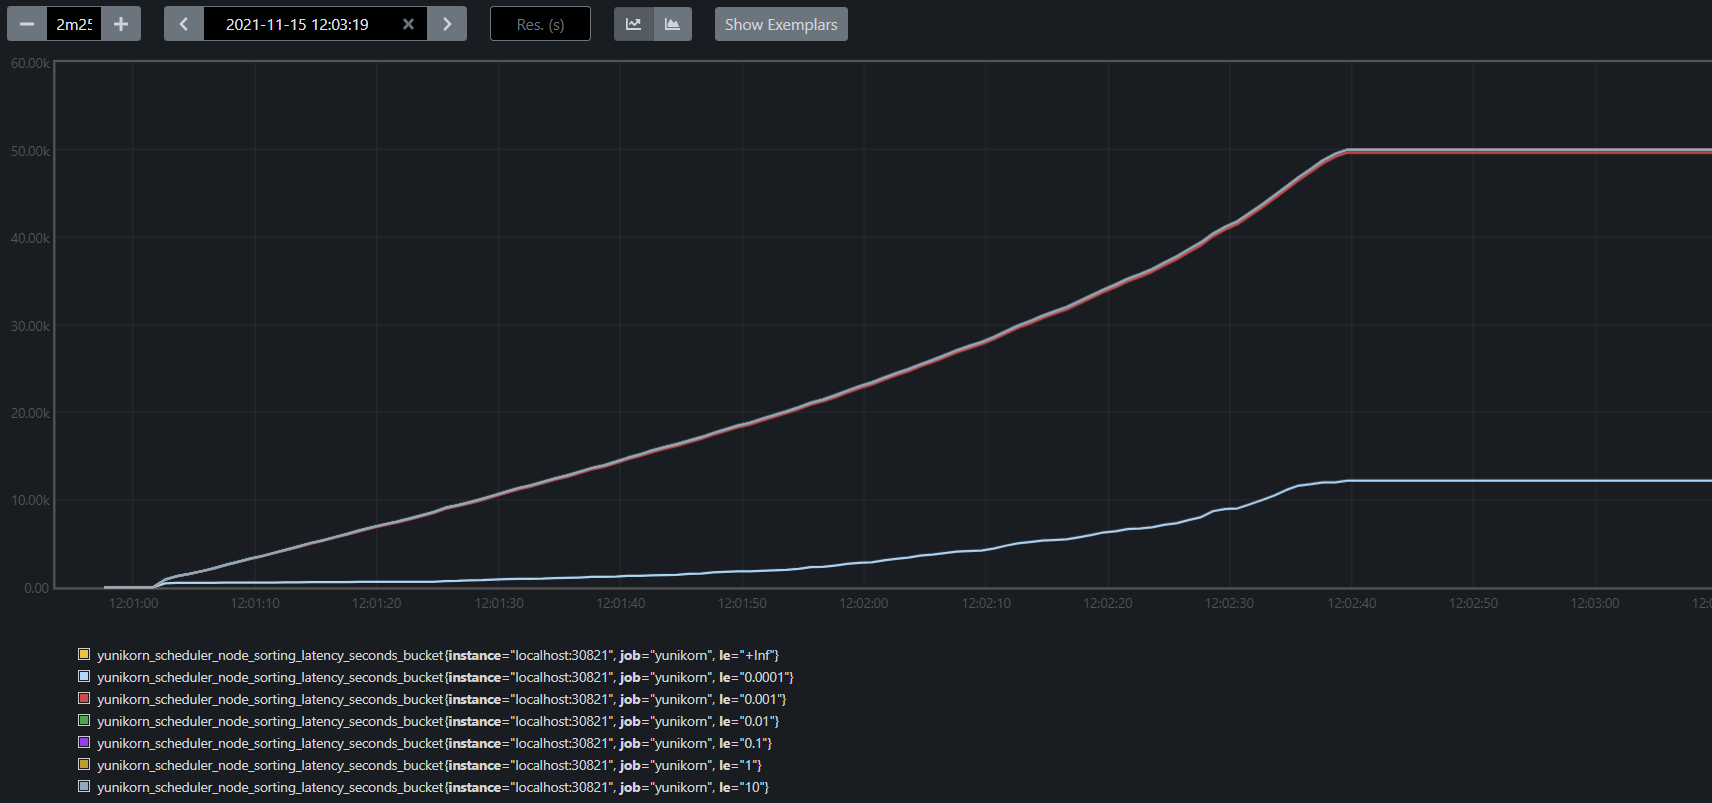 2m25 2021-11-15 12:03:19 Res. (s) Show Exemplars
60.00k
50.00k
40.00k
30.00k
20.00k
10.00k
0.00
12:01:00 12:01:10 12:01:20 12:01:30 12:01:40 12:01:50 12:02:00 12:02:10 12:02:20 12:02:30 12:02:40 12:02:50 12:03:00 12:0
yunikorn_scheduler_node_sorting_latency_seconds_bucket{instance="localhost:30821", job="yunikorn", le="+Inf"}
yunikorn_scheduler_node_sorting_latency_seconds_bucket{instance="localhost:30821", job="yunikorn", le="0.0001"}
yunikorn_scheduler_node_sorting_latency_seconds_bucket{instance="localhost:30821", job="yunikorn", le="0.001"}
yunikorn_scheduler_node_sorting_latency_seconds_bucket{instance="localhost:30821", job="yunikorn", le="0.01"}
yunikorn_scheduler_node_sorting_latency_seconds_bucket{instance="localhost:30821", job="yunikorn", le="0.1"}
yunikorn_scheduler_node_sorting_latency_seconds_bucket{instance="localhost:30821", job="yunikorn", le="1"}
yunikorn_scheduler_node_sorting_latency_seconds_bucket{instance="localhost:30821", job="yunikorn", le="10"}